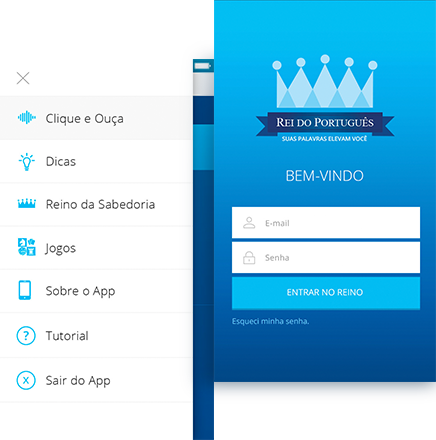 Clique e Ouça
Dicas
Reino da Sabedoria
Jogos
Sobre o App
? Tutorial
X Sair do App
REI DO PORTUGUÊS
SUAS PALAVRAS ELEVAM VOCÊ
BEM-VINDO
E-mail
Senha
ENTRAR NO REINO
Esqueci minha senha.